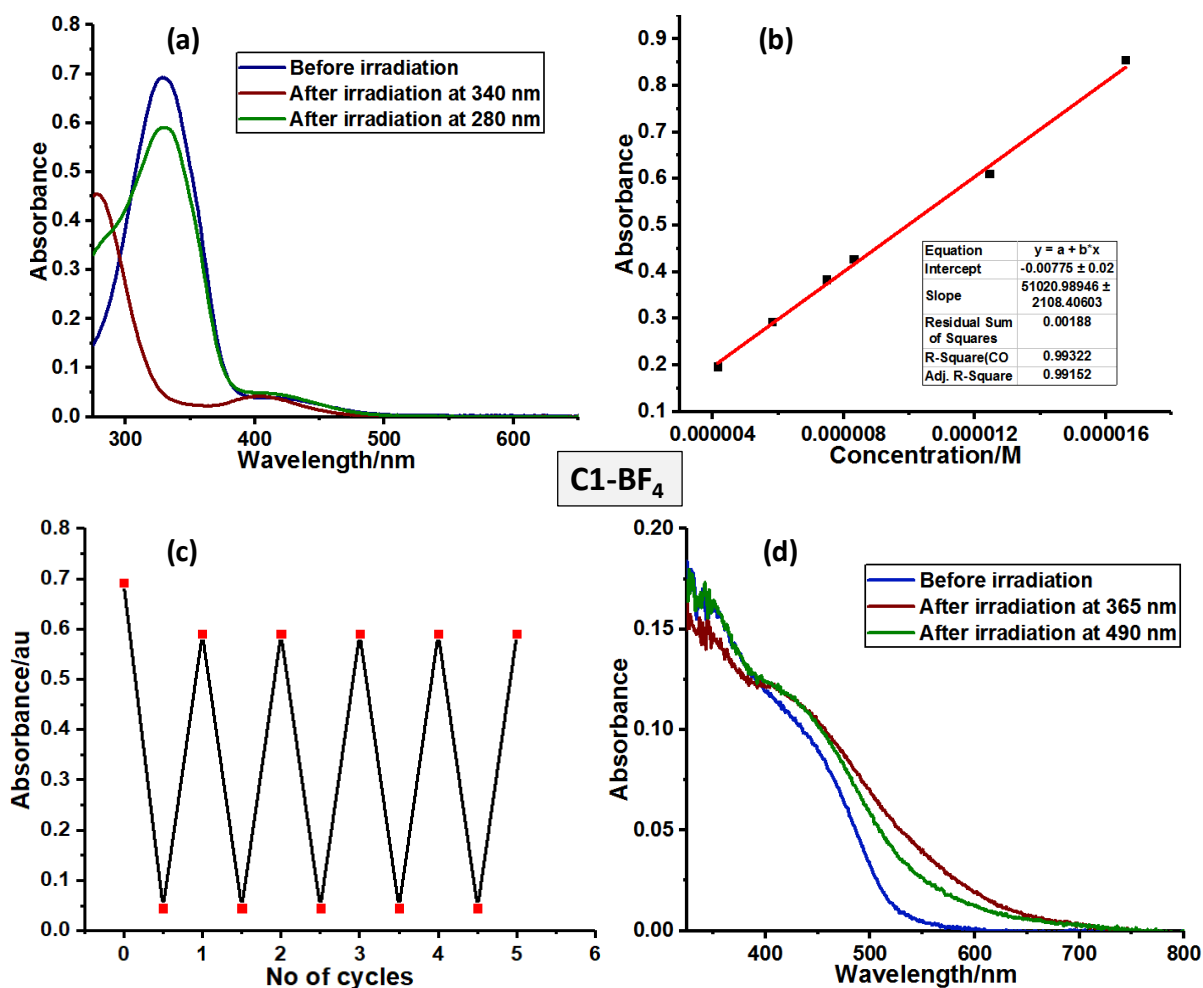 (a)
Before irradiation
After irradiation at 340 nm
After irradiation at 280 nm
0.8
0.7
0.6
0.5
0.4
0.3
0.2
0.1
0.0
Absorbance
300 400 500 600
Wavelength/nm
(b)
0.9
0.8
0.7
0.6
0.5
0.4
0.3
0.2
0.1
Absorbance
Equation y = a + b*x
Intercept -0.00775 ± 0.02
Slope 51020.98946 ±
2108.40603
Residual Sum
of Squares 0.00188
R-Square(CO 0.99322
Adj. R-Square 0.99152
0.000004 0.000008 0.000012 0.000016
Concentration/M
C1-BF4
(c)
0.8
0.7
0.6
0.5
0.4
0.3
0.2
0.1
0.0
Absorbance/au
0 1 2 3 4 5 6
No of cycles
(d)
Before irradiation
After irradiation at 365 nm
After irradiation at 490 nm
0.20
0.15
0.10
0.05
0.00
Absorbance
400 500 600 700 800
Wavelength/nm